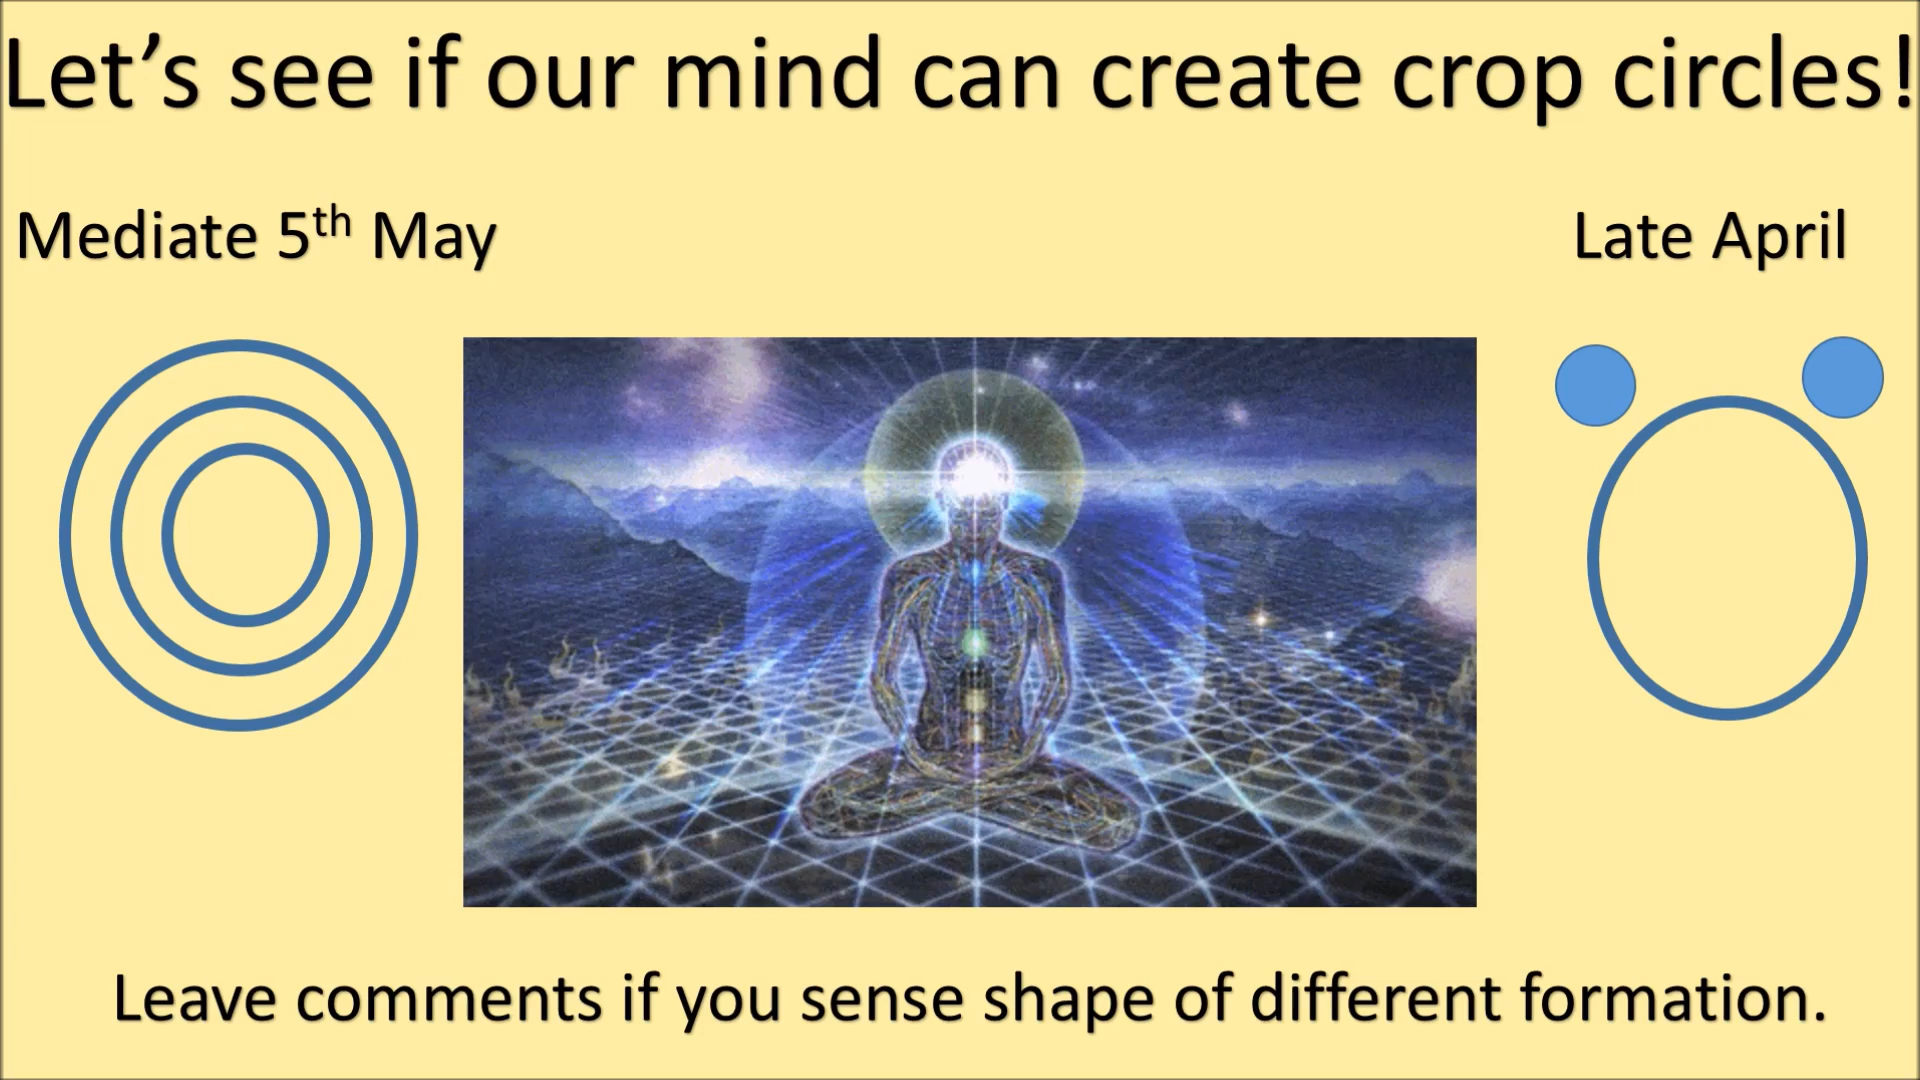 Let’s see if our mind can create crop circles!
Mediate 5th May
Late April
Leave comments if you sense shape of different formation.